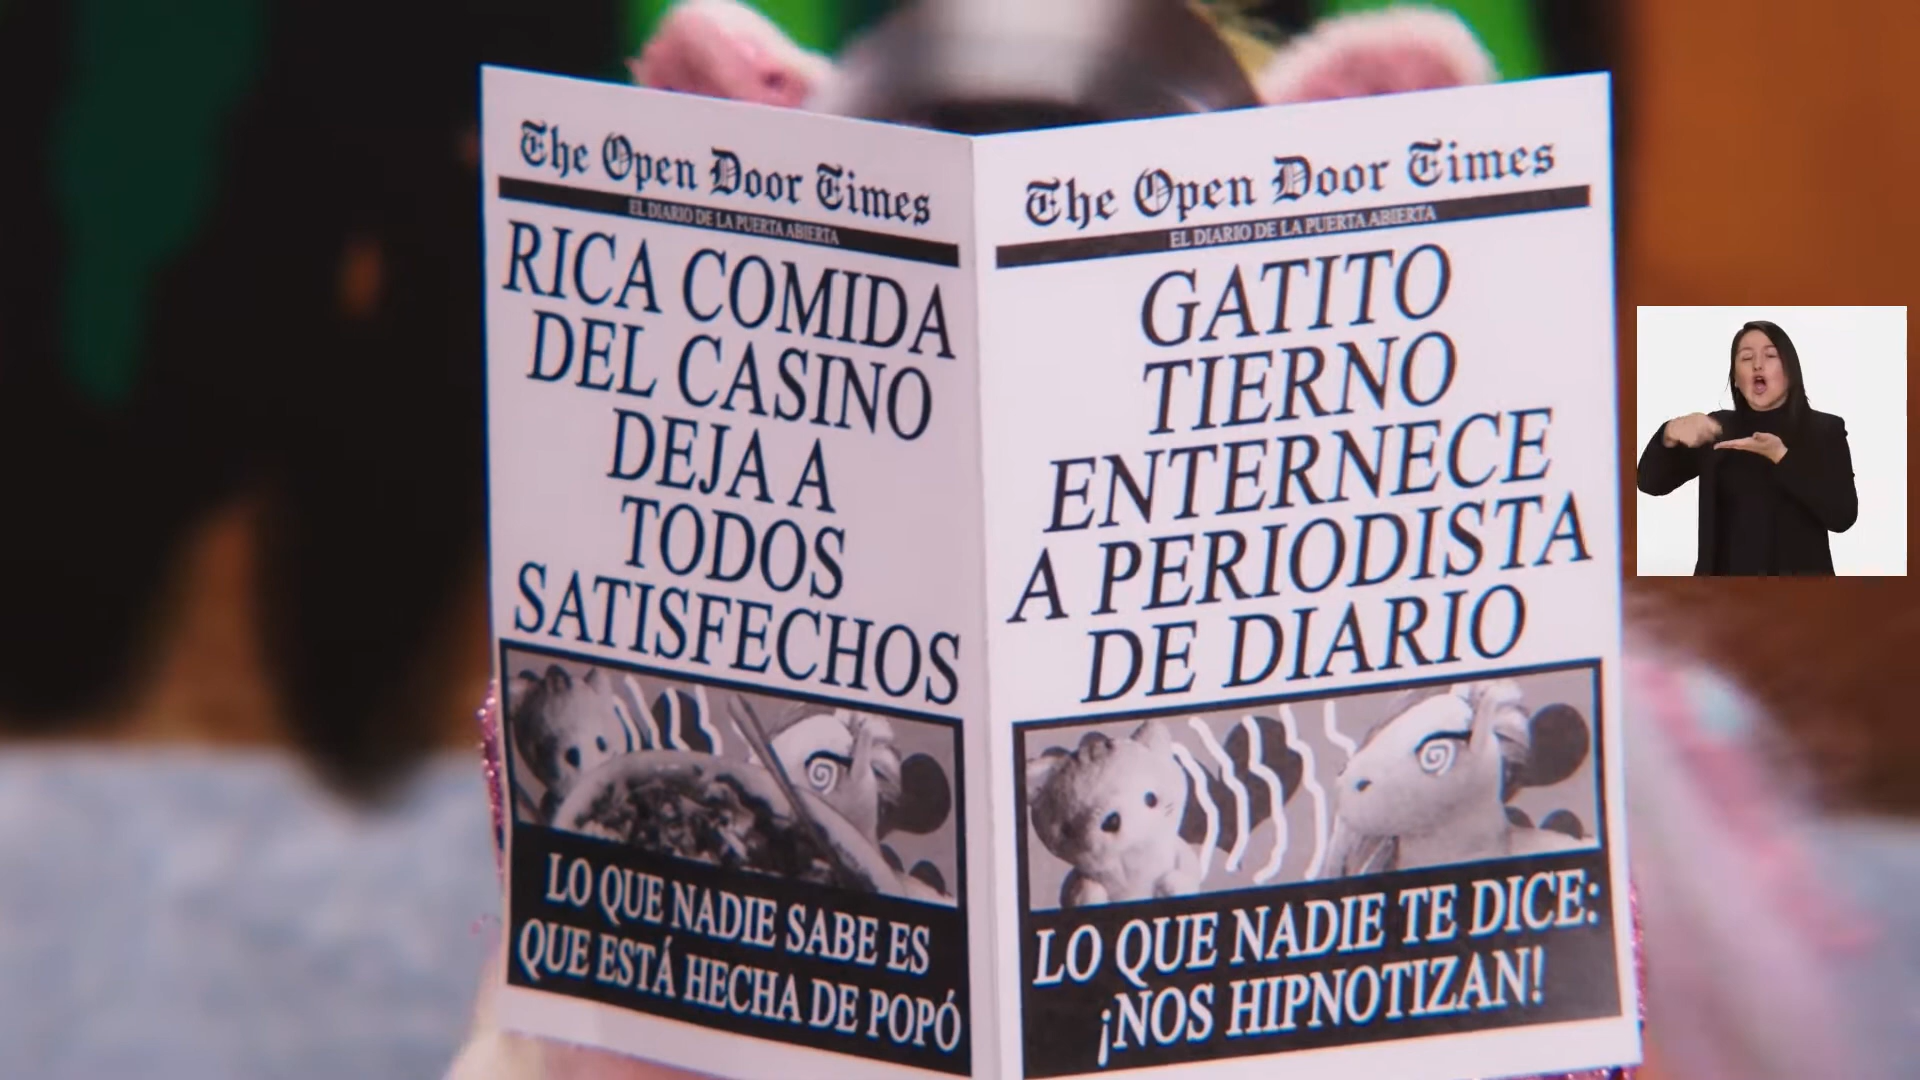 The Open Door Times
EL DIARIO DE LA PUERTA ABIERTA
RICA COMIDA
DEL CASINO
DEJA A
TODOS
SATISFECHOS
LO QUE NADIE SABE ES
QUE ESTÁ HECHA DE POPÓ
The Open Door Times
EL DIARIO DE LA PUERTA ABIERTA
GATITO
TIERNO
ENTERNECE
A PERIODISTA
DE DIARIO
LO QUE NADIE TE DICE:
¡NOS HIPNOTIZAN!